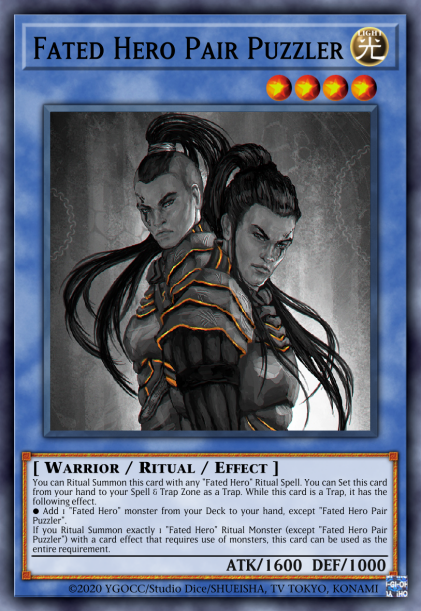 FATED HERO PAIR PUZZLER
LIGHT
光
[ WARRIOR / RITUAL / EFFECT ]
You can Ritual Summon this card with any "Fated Hero" Ritual Spell. You can Set this card
from your hand to your Spell & Trap Zone as a Trap. While this card is a Trap, it has the
following effect.
● Add 1 "Fated Hero" monster from your Deck to your hand, except "Fated Hero Pair
Puzzler".
If you Ritual Summon exactly 1 "Fated Hero" Ritual Monster (except "Fated Hero Pair
Puzzler") with a card effect that requires use of monsters, this card can be used as the
entire requirement.
ATK/1600 DEF/1000
©2020 YGOCC/Studio Dice/SHUEISHA, TV TOKYO, KONAMI